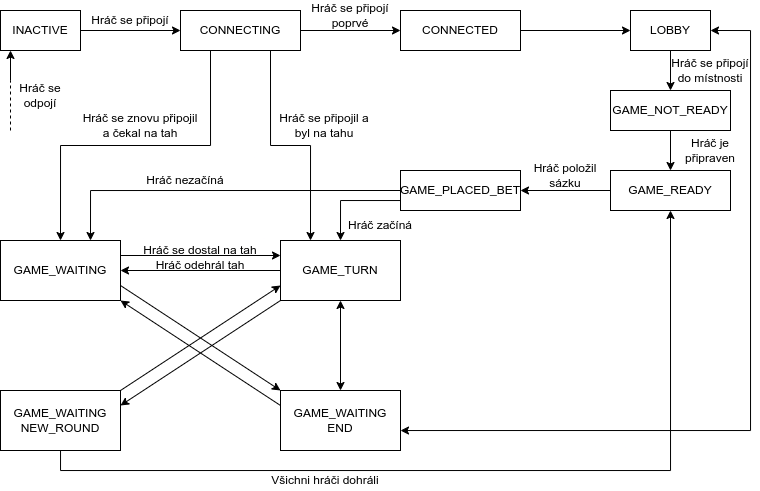 Hráč se připojí
poprvé
Hráč se připojí
INACTIVE
CONNECTING
CONNECTED
LOBBY
Hráč se připojí
do místnosti
Hráč se
odpojí
GAME_NOT_READY
Hráč se znovu připojil
a čekal na tah
Hráč se připojil a
byl na tahu
Hráč je
připraven
Hráč nezačíná
GAME_PLACED_BET
Hráč položil
sázku
GAME_READY
Hráč začíná
Hráč se dostal na tah
Hráč odehrál tah
GAME_WAITING
GAME_TURN
GAME_WAITING
NEW_ROUND
GAME_WAITING
END
Všichni hráči dohráli